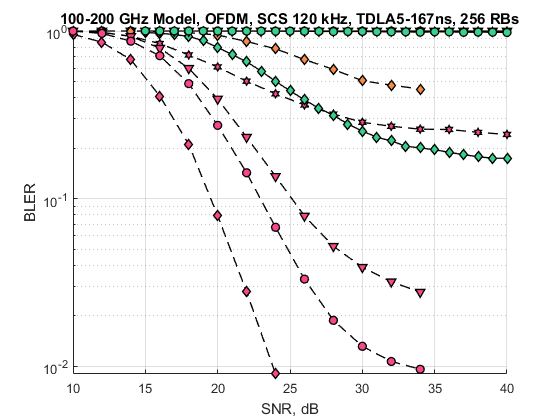 100-200 GHz Model, OFDM, SCS 120 kHz, TDLA5-167ns, 256 RBs
10^0
10^-1
10^-2
BLER
10 15 20 25 30 35 40
SNR, dB